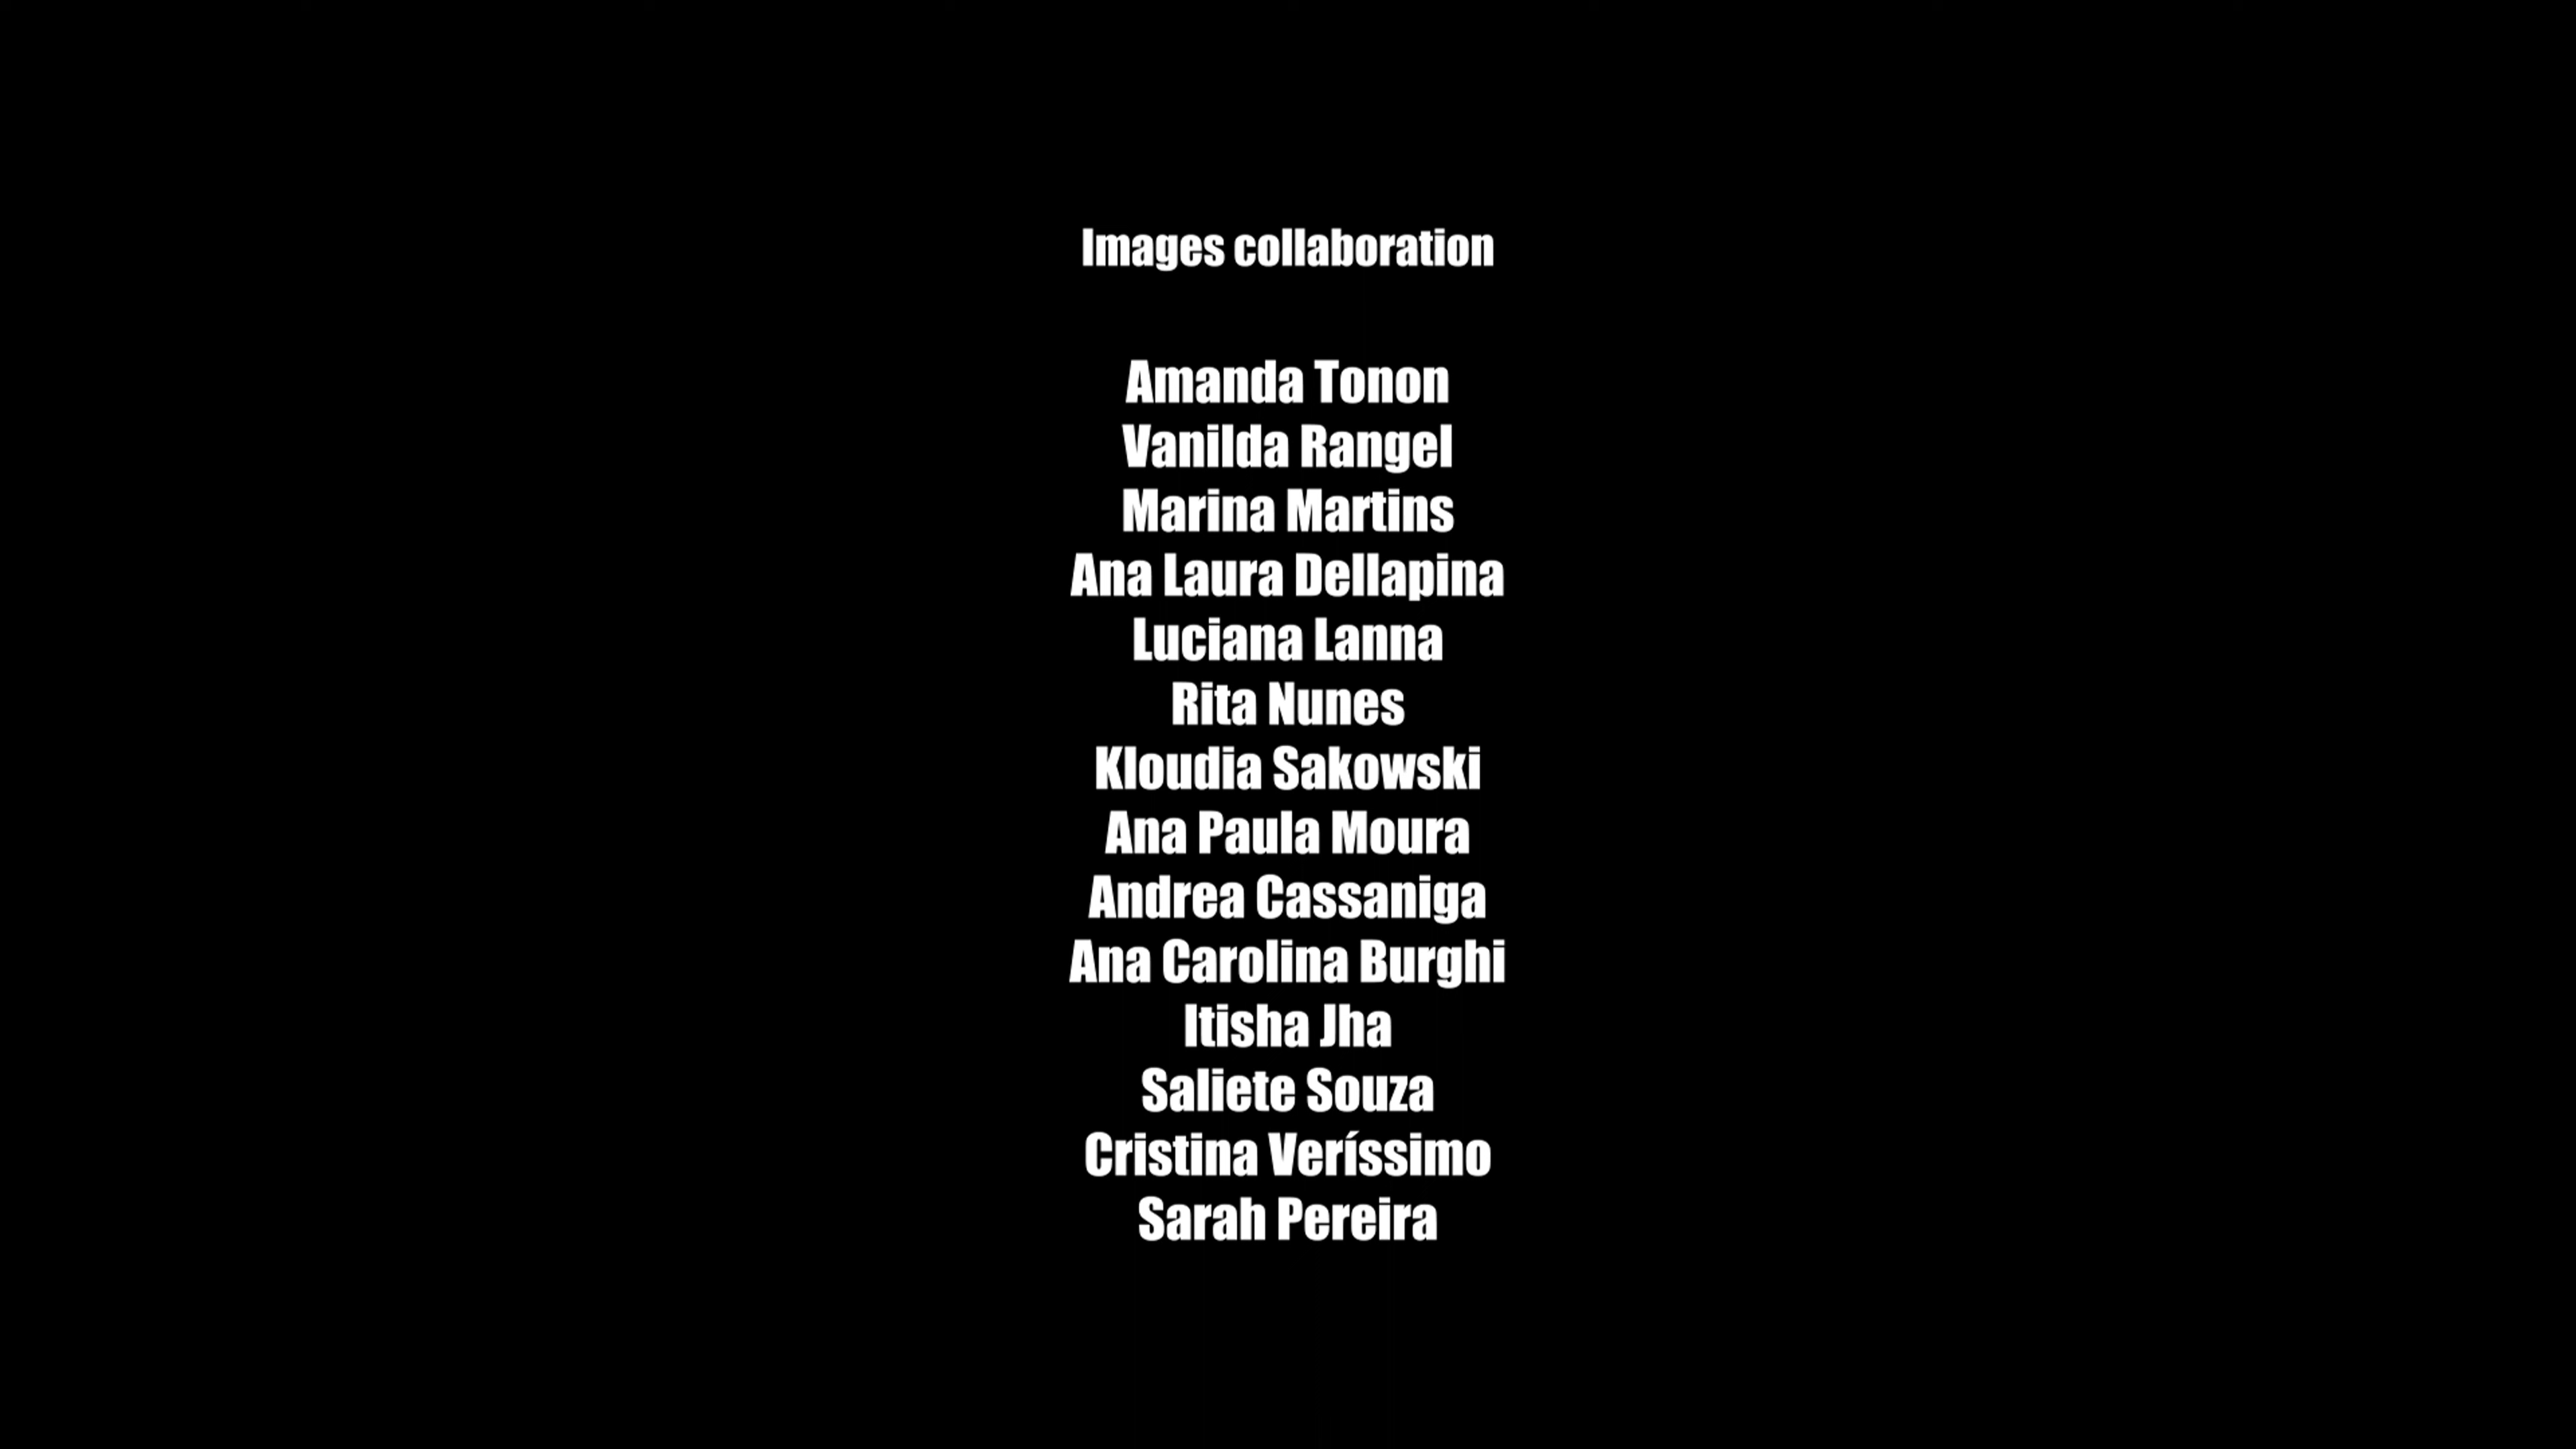 Images collaboration
Amanda Tonon
Vanilda Rangel
Marina Martins
Ana Laura Dellapina
Luciana Lanna
Rita Nunes
Kloudia Sakowski
Ana Paula Moura
Andrea Cassaniga
Ana Carolina Burghi
Itisha Jha
Saliete Souza
Cristina Veríssimo
Sarah Pereira